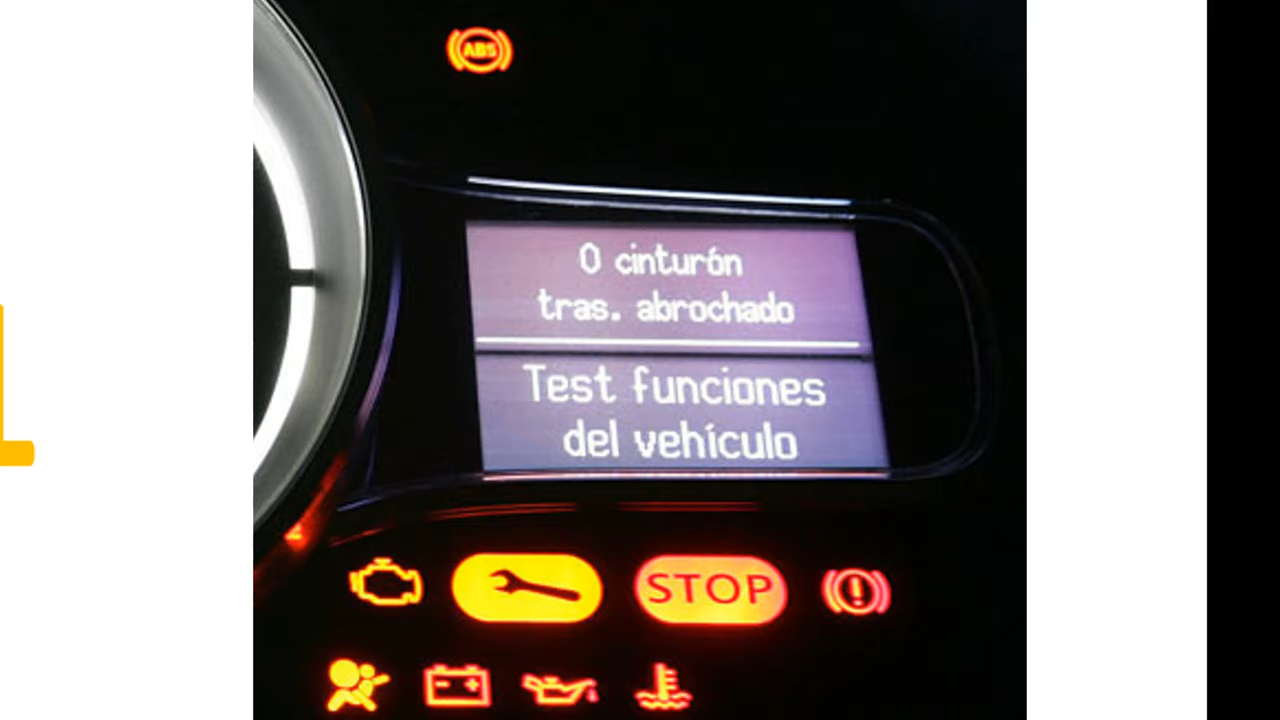 ABS
0 cinturón
tras. abrochado
Test funciones
del vehículo
STOP